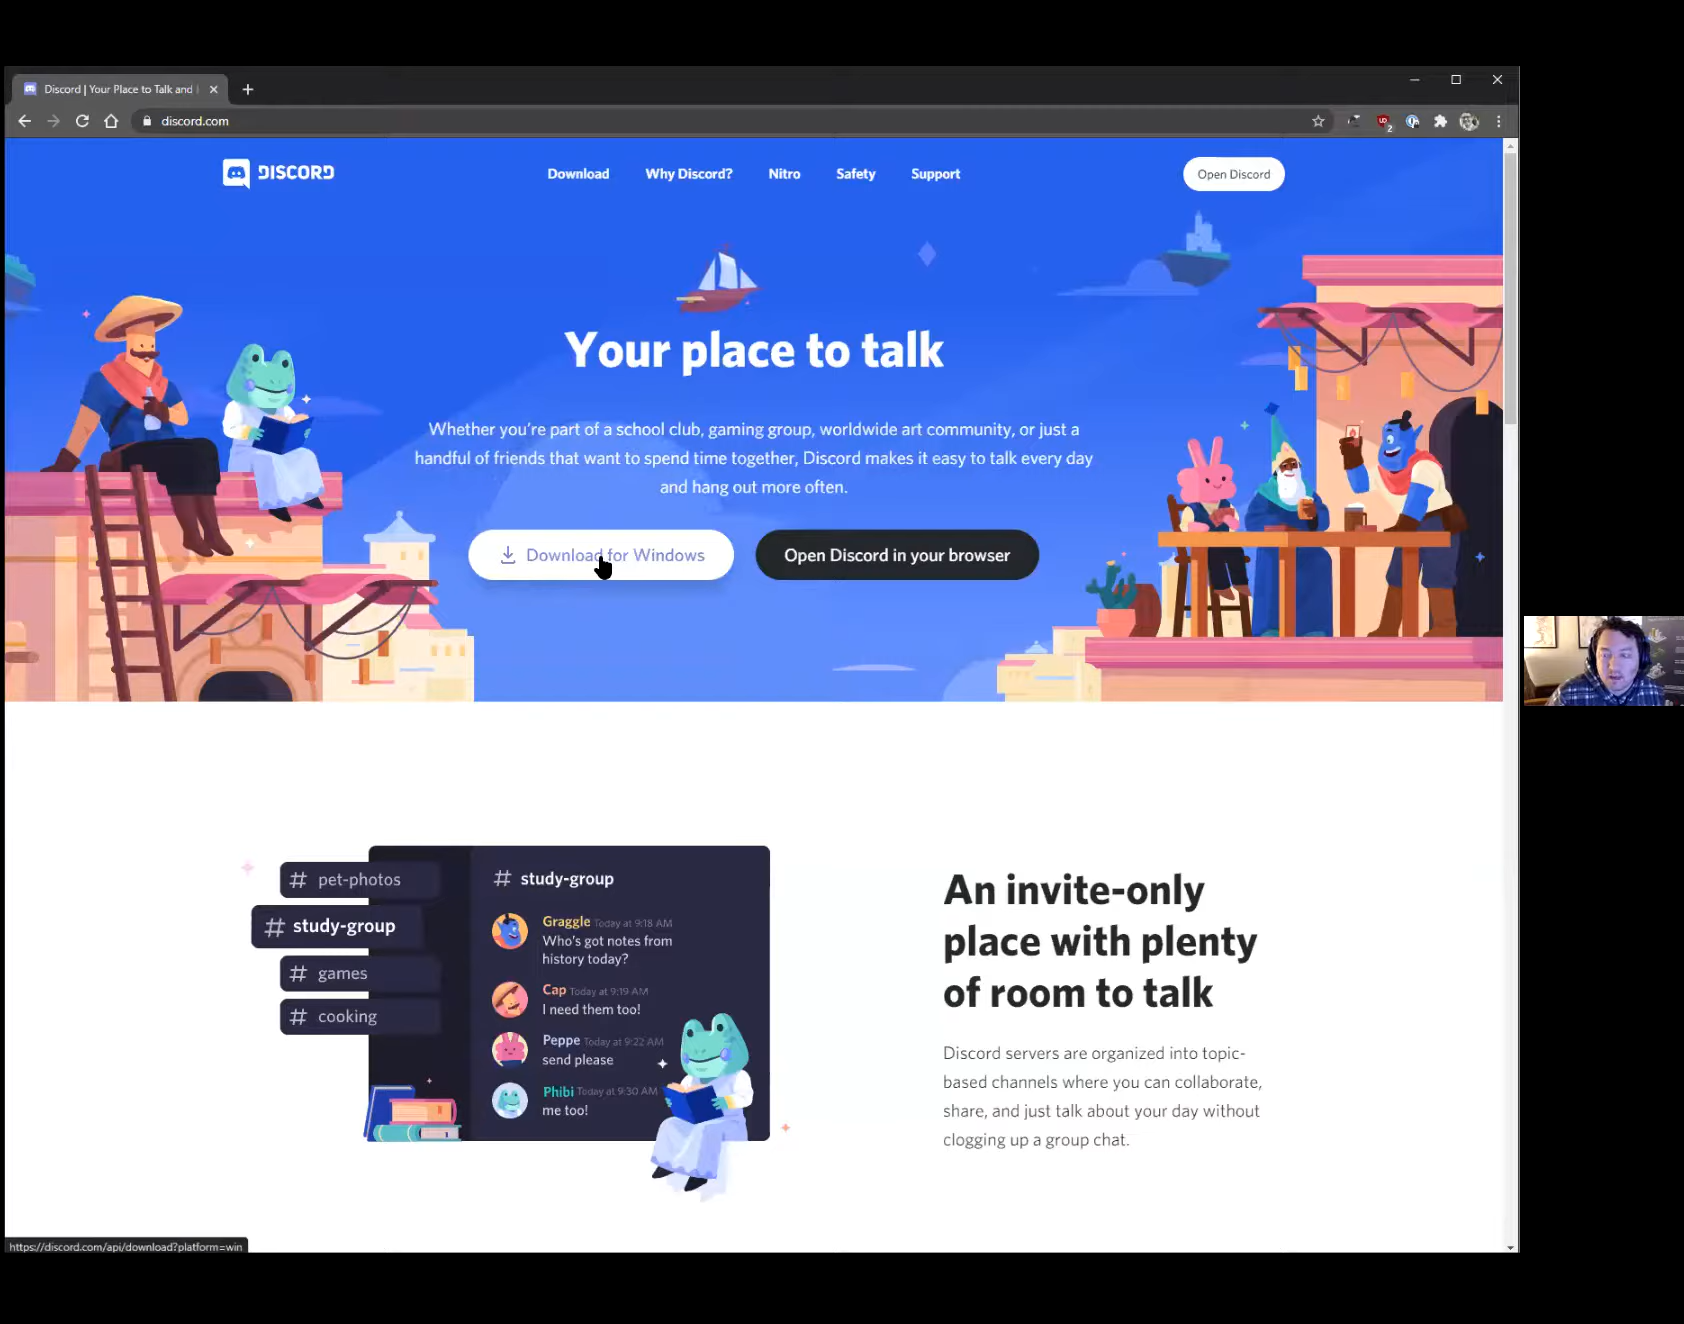 Discord | Your Place to Talk and
discord.com
2
DISCORD
Download
Why Discord?
Nitro
Safety
Support
Open Discord
Your place to talk
Whether you're part of a school club, gaming group, worldwide art community, or just a
handful of friends that want to spend time together, Discord makes it easy to talk every day
and hang out more often.
Download for Windows
Open Discord in your browser
# pet-photos
# study-group
# games
# cooking
# study-group
Graggle Today at 9:18 AM
Who's got notes from
history today?
Cap Today at 9:19 AM
I need them too!
Peppe Today at 9:22 AM
send please
Phibi Today at 9:30 AM
me too!
An invite-only
place with plenty
of room to talk
Discord servers are organized into topic-
based channels where you can collaborate,
share, and just talk about your day without
clogging up a group chat.
https://discord.com/api/download?platform=win